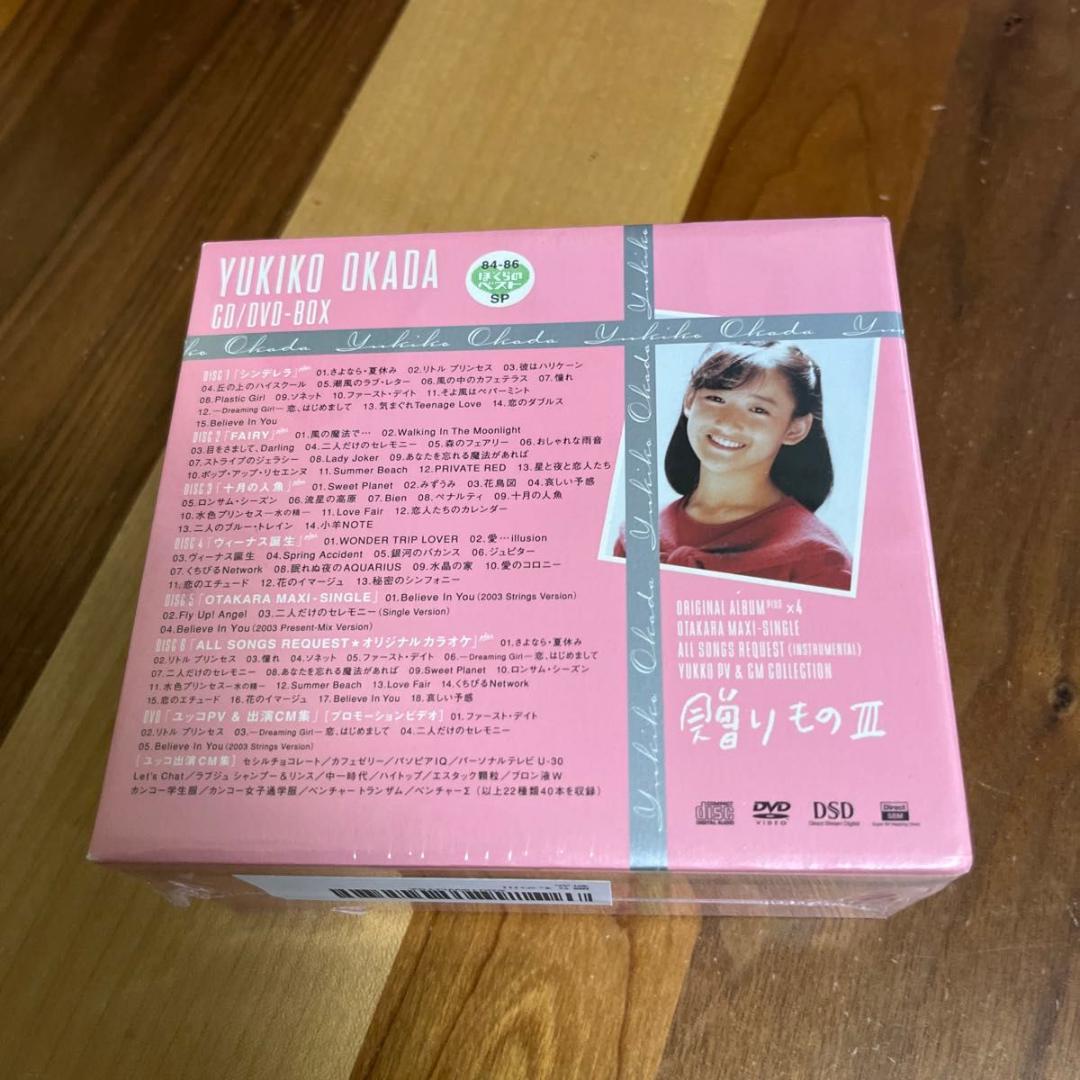 YUKIKO OKADA
CD/DVD-BOX
84-86
ぼくらの
ベスト
SP
Yukiko Okada Yukiko Okada Yukiko Okada
DISC 1「シンデレラ」plus 01.さよなら・夏休み 02.リトル プリンセス 03.彼はハリケーン
04.丘の上のハイスクール 05.潮風のラブ・レター 06.風の中のカフェテラス 07.憧れ
08.Plastic Girl 09.ソネット 10.ファースト・デイト 11.そよ風はペパーミント
12.—Dreaming Girl—恋、はじめまして 13.気まぐれTeenage Love 14.恋のダブルス
15.Believe In You
DISC 2「FAIRY」plus 01.風の魔法で… 02.Walking In The Moonlight
03.目をさまして、Darling 04.二人だけのセレモニー 05.森のフェアリー 06.おしゃれな雨音
07.ストライプのジェラシー 08.Lady Joker 09.あなたを忘れる魔法があれば
10.ポップ・アップ・リセエンヌ 11.Summer Beach 12.PRIVATE RED 13.星と夜と恋人たち
DISC 3「十月の人魚」plus 01.Sweet Planet 02.みずうみ 03.花鳥図 04.哀しい予感
05.ロンサム・シーズン 06.流星の高原 07.Bien 08.ペナルティ 09.十月の人魚
10.水色プリンセス—水の精— 11.Love Fair 12.恋人たちのカレンダー
13.二人のブルー・トレイン 14.小羊NOTE
DISC 4「ヴィーナス誕生」plus 01.WONDER TRIP LOVER 02.愛…illusion
03.ヴィーナス誕生 04.Spring Accident 05.銀河のバカンス 06.ジュピター
07.くちびるNetwork 08.眠れぬ夜のAQUARIUS 09.水晶の家 10.愛のコロニー
11.恋のエチュード 12.花のイマージュ 13.秘密のシンフォニー
DISC 5「OTAKARA MAXI-SINGLE」 01.Believe In You (2003 Strings Version)
02.Fly Up! Angel 03.二人だけのセレモニー (Single Version)
04.Believe In You (2003 Present-Mix Version)
DISC 6「ALL SONGS REQUEST★オリジナルカラオケ」plus 01.さよなら・夏休み
02.リトル プリンセス 03.憧れ 04.ソネット 05.ファースト・デイト 06.—Dreaming Girl—恋、はじめまして
07.二人だけのセレモニー 08.あなたを忘れる魔法があれば 09.Sweet Planet 10.ロンサム・シーズン
11.水色プリンセス—水の精— 12.Summer Beach 13.Love Fair 14.くちびるNetwork
15.恋のエチュード 16.花のイマージュ 17.Believe In You 18.哀しい予感
DVD「ユッコPV & 出演CM集」[プロモーションビデオ] 01.ファースト・デイト
02.リトル プリンセス 03.—Dreaming Girl—恋、はじめまして 04.二人だけのセレモニー
05.Believe In You (2003 Strings Version)
[ユッコ出演CM集] セシルチョコレート/カフェゼリー/パソピアIQ/パーソナルテレビ U-30
Let's Chat/ラブジュ シャンプー&リンス/中一時代/ハイトップ/エスタック顆粒/ブロン液W
カンコー学生服/カンコー女子通学服/ベンチャートランザム/ベンチャーΣ (以上22種類40本を収録)
Yukiko Okada Yukiko Okada Yukiko
ORIGINAL ALBUM PLUS ×4
OTAKARA MAXI-SINGLE
ALL SONGS REQUEST (INSTRUMENTAL)
YUKKO PV & CM COLLECTION
贈りものⅢ
COMPACT disc DIGITAL AUDIO
DVD VIDEO
DSD Direct Stream Digital
Direct SBM